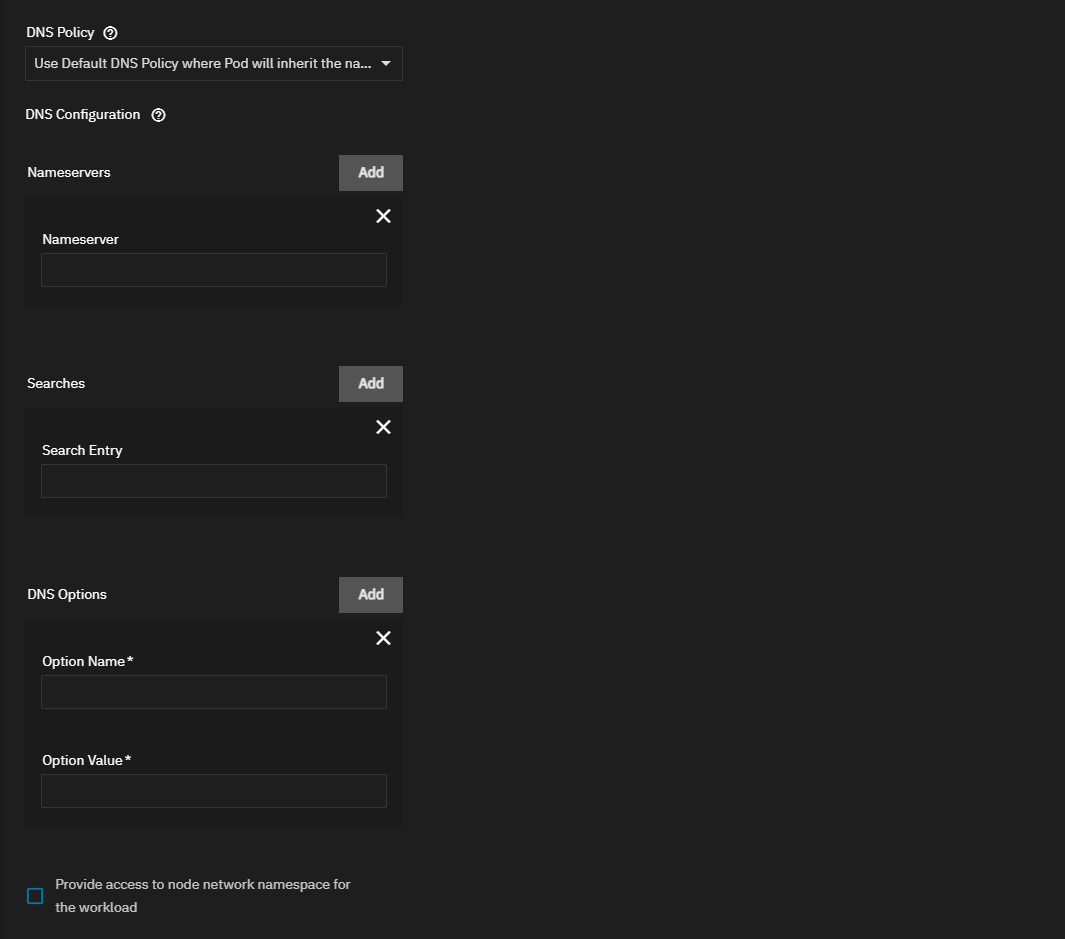 DNS Policy
Use Default DNS Policy where Pod will inherit the na...
DNS Configuration
Nameservers
Add
Nameserver
Searches
Add
Search Entry
DNS Options
Add
Option Name*
Option Value*
Provide access to node network namespace for
the workload